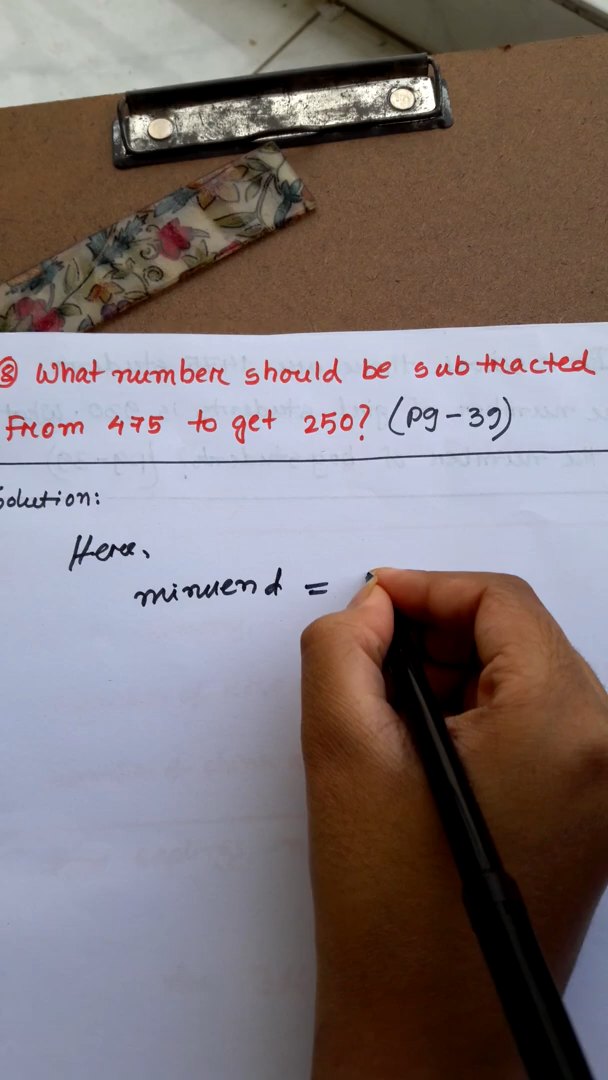 ⑧ What number should be subtracted
From 475 to get 250? (pg-39)
Solution:
Here,
minuend =